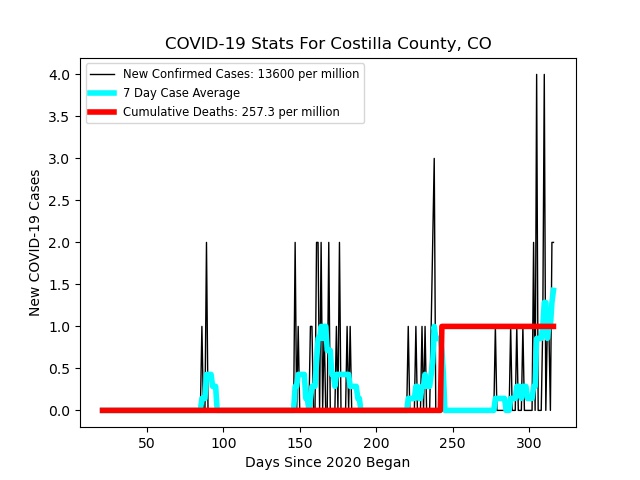 COVID-19 Stats For Costilla County, CO
New Confirmed Cases: 13600 per million
7 Day Case Average
Cumulative Deaths: 257.3 per million
New COVID-19 Cases
4.0
3.5
3.0
2.5
2.0
1.5
1.0
0.5
0.0
50 100 150 200 250 300
Days Since 2020 Began